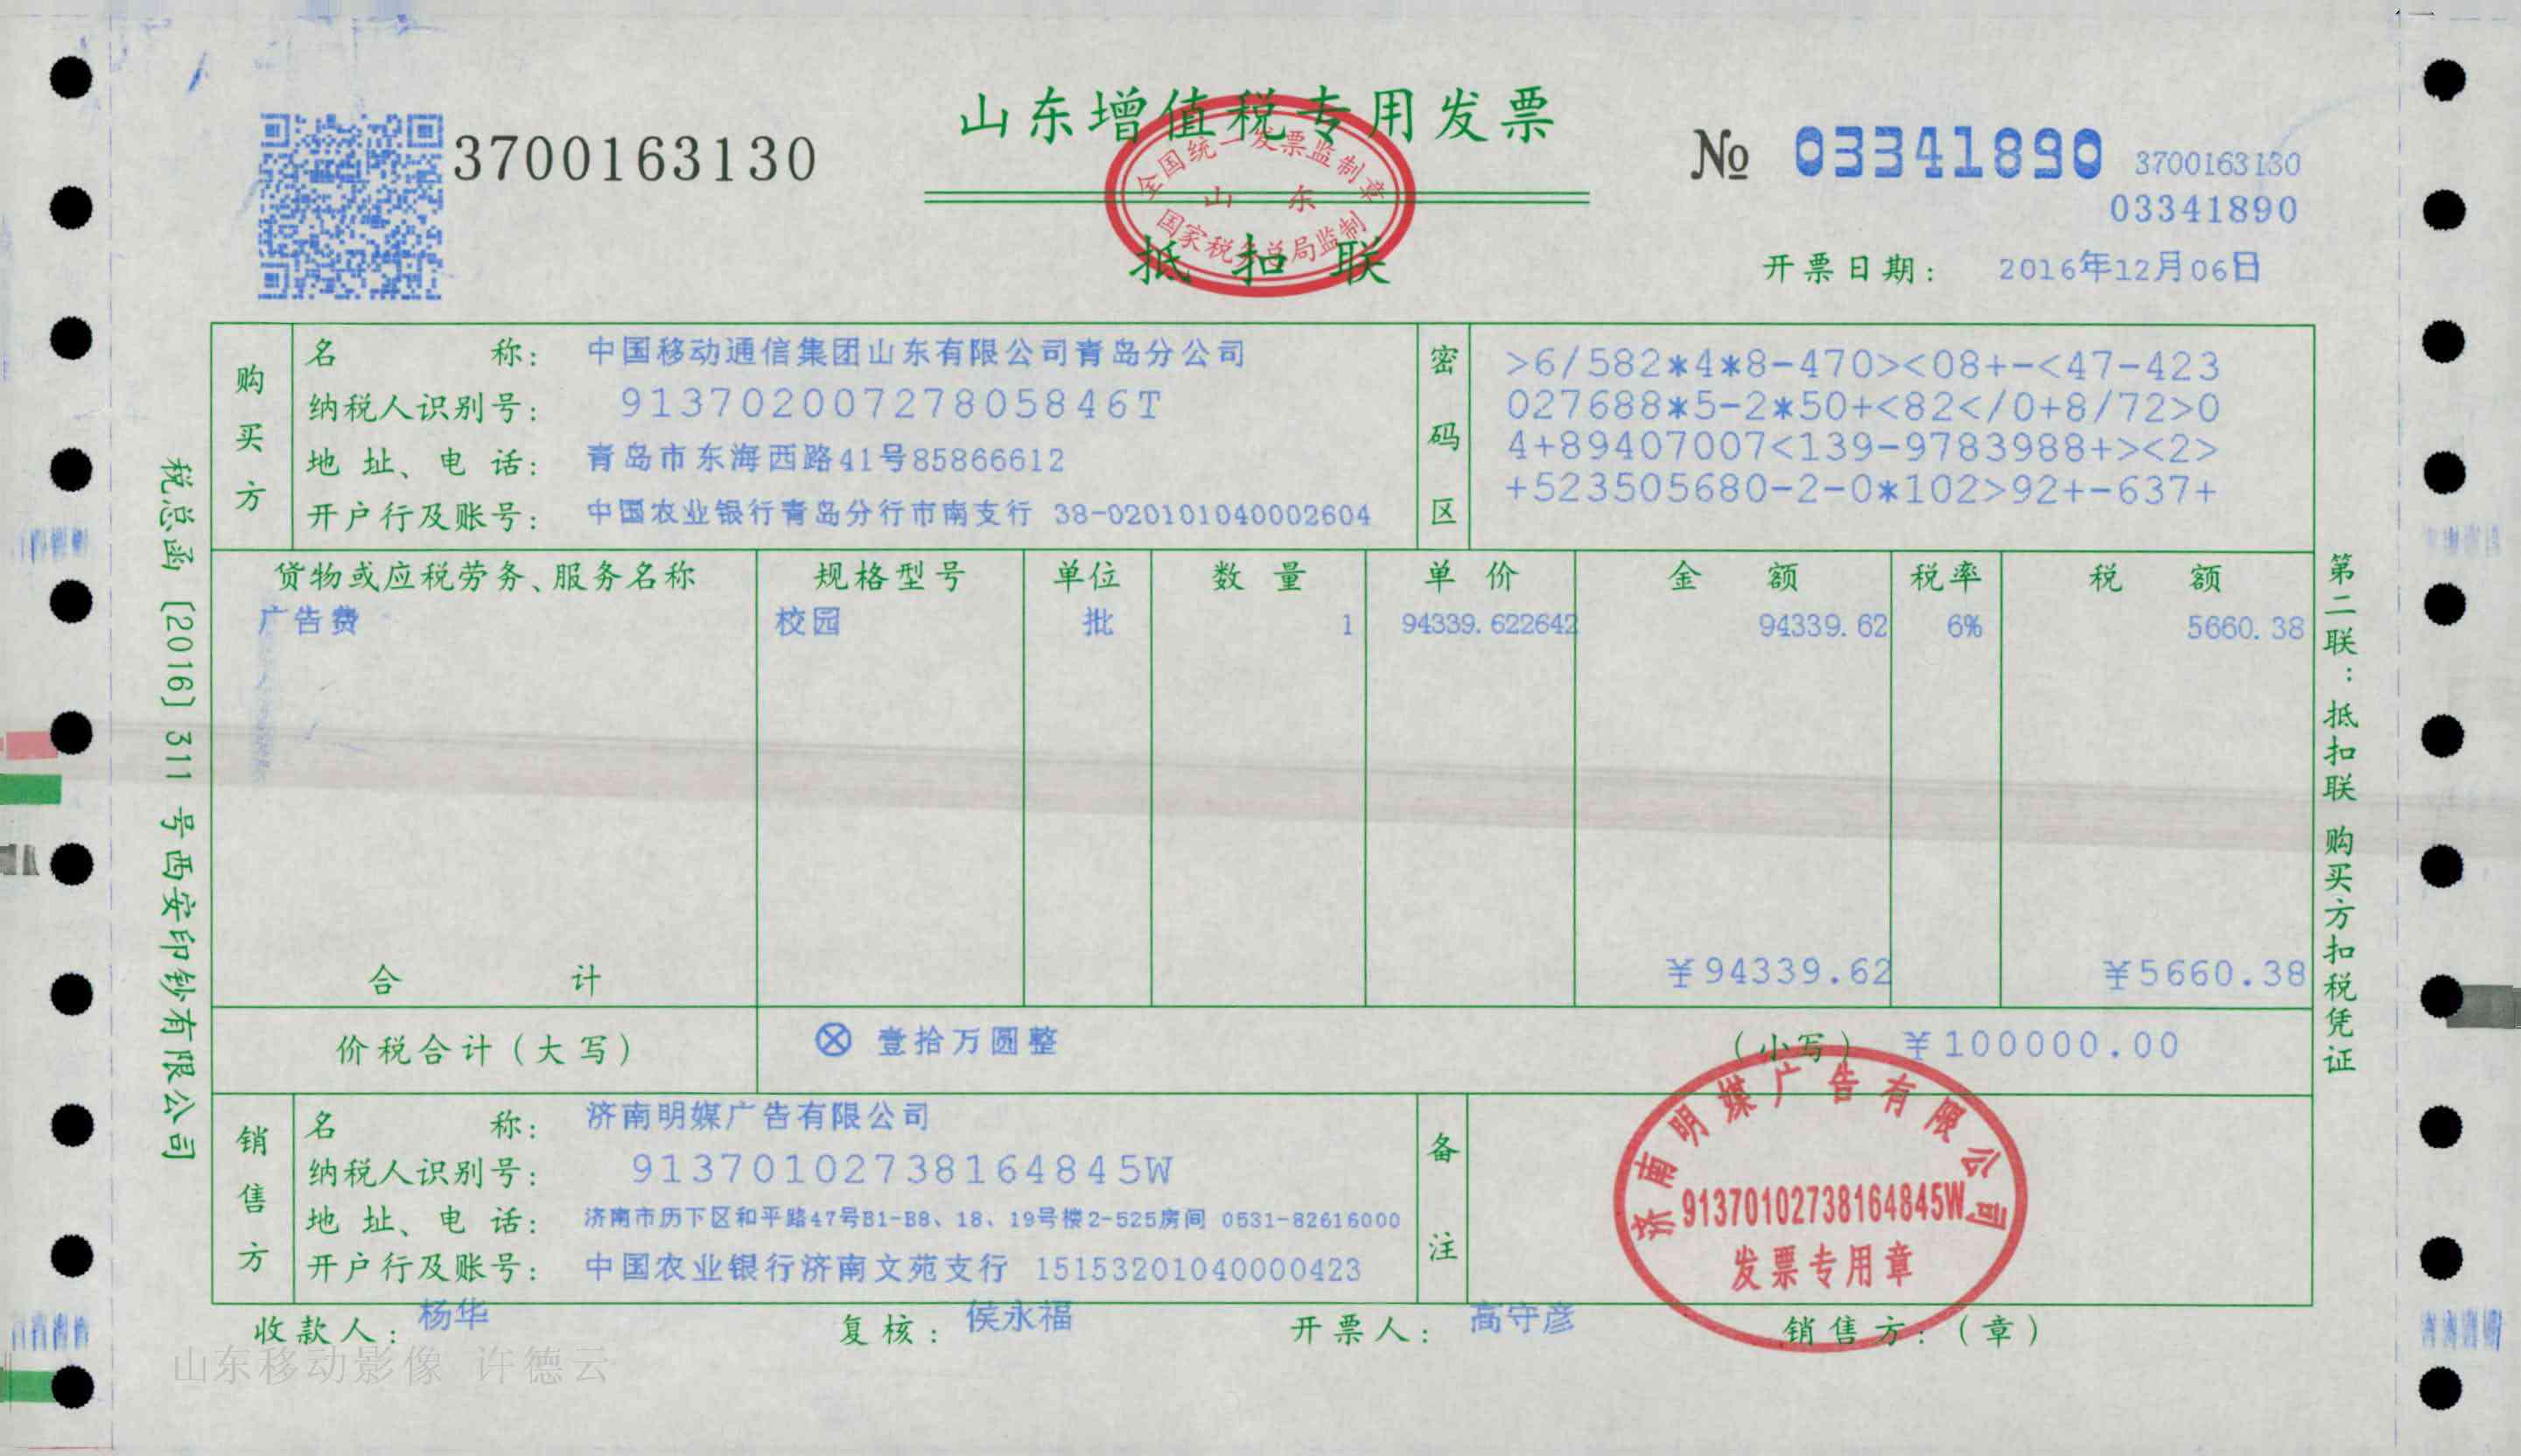 山东增值税专用发票
3700163130
№ 03341890 3700163130
03341890
全国统一发票监制章
山东
国家税务总局监制
抵扣联
开票日期: 2016年12月06日
购买方
名称: 中国移动通信集团山东有限公司青岛分公司
纳税人识别号: 91370200727805846T
地址、电话: 青岛市东海西路41号85866612
开户行及账号: 中国农业银行青岛分行市南支行 38-020101040002604
密码区
>6/582*4*8-470><08+-<47-423
027688*5-2*50+<82</0+8/72>0
4+89407007<139-9783988+><2>
+523505680-2-0*102>92+-637+
货物或应税劳务、服务名称 规格型号 单位 数量 单价 金额 税率 税额
广告费 校园 批 1 94339.622642 94339.62 6% 5660.38
合计 ¥94339.62 ¥5660.38
价税合计(大写) ⊗ 壹拾万圆整 (小写) ¥100000.00
销售方
名称: 济南明媒广告有限公司
纳税人识别号: 91370102738164845W
地址、电话: 济南市历下区和平路47号B1-B8、18、19号楼2-525房间 0531-82616000
开户行及账号: 中国农业银行济南文苑支行 15153201040000423
备注
济南明媒广告有限公司
91370102738164845W
发票专用章
收款人: 杨华 复核: 侯永福 开票人: 高守彦 销售方:(章)
税总函〔2016〕311号西安印钞有限公司
第二联:抵扣联 购买方扣税凭证
山东移动影像 许德云